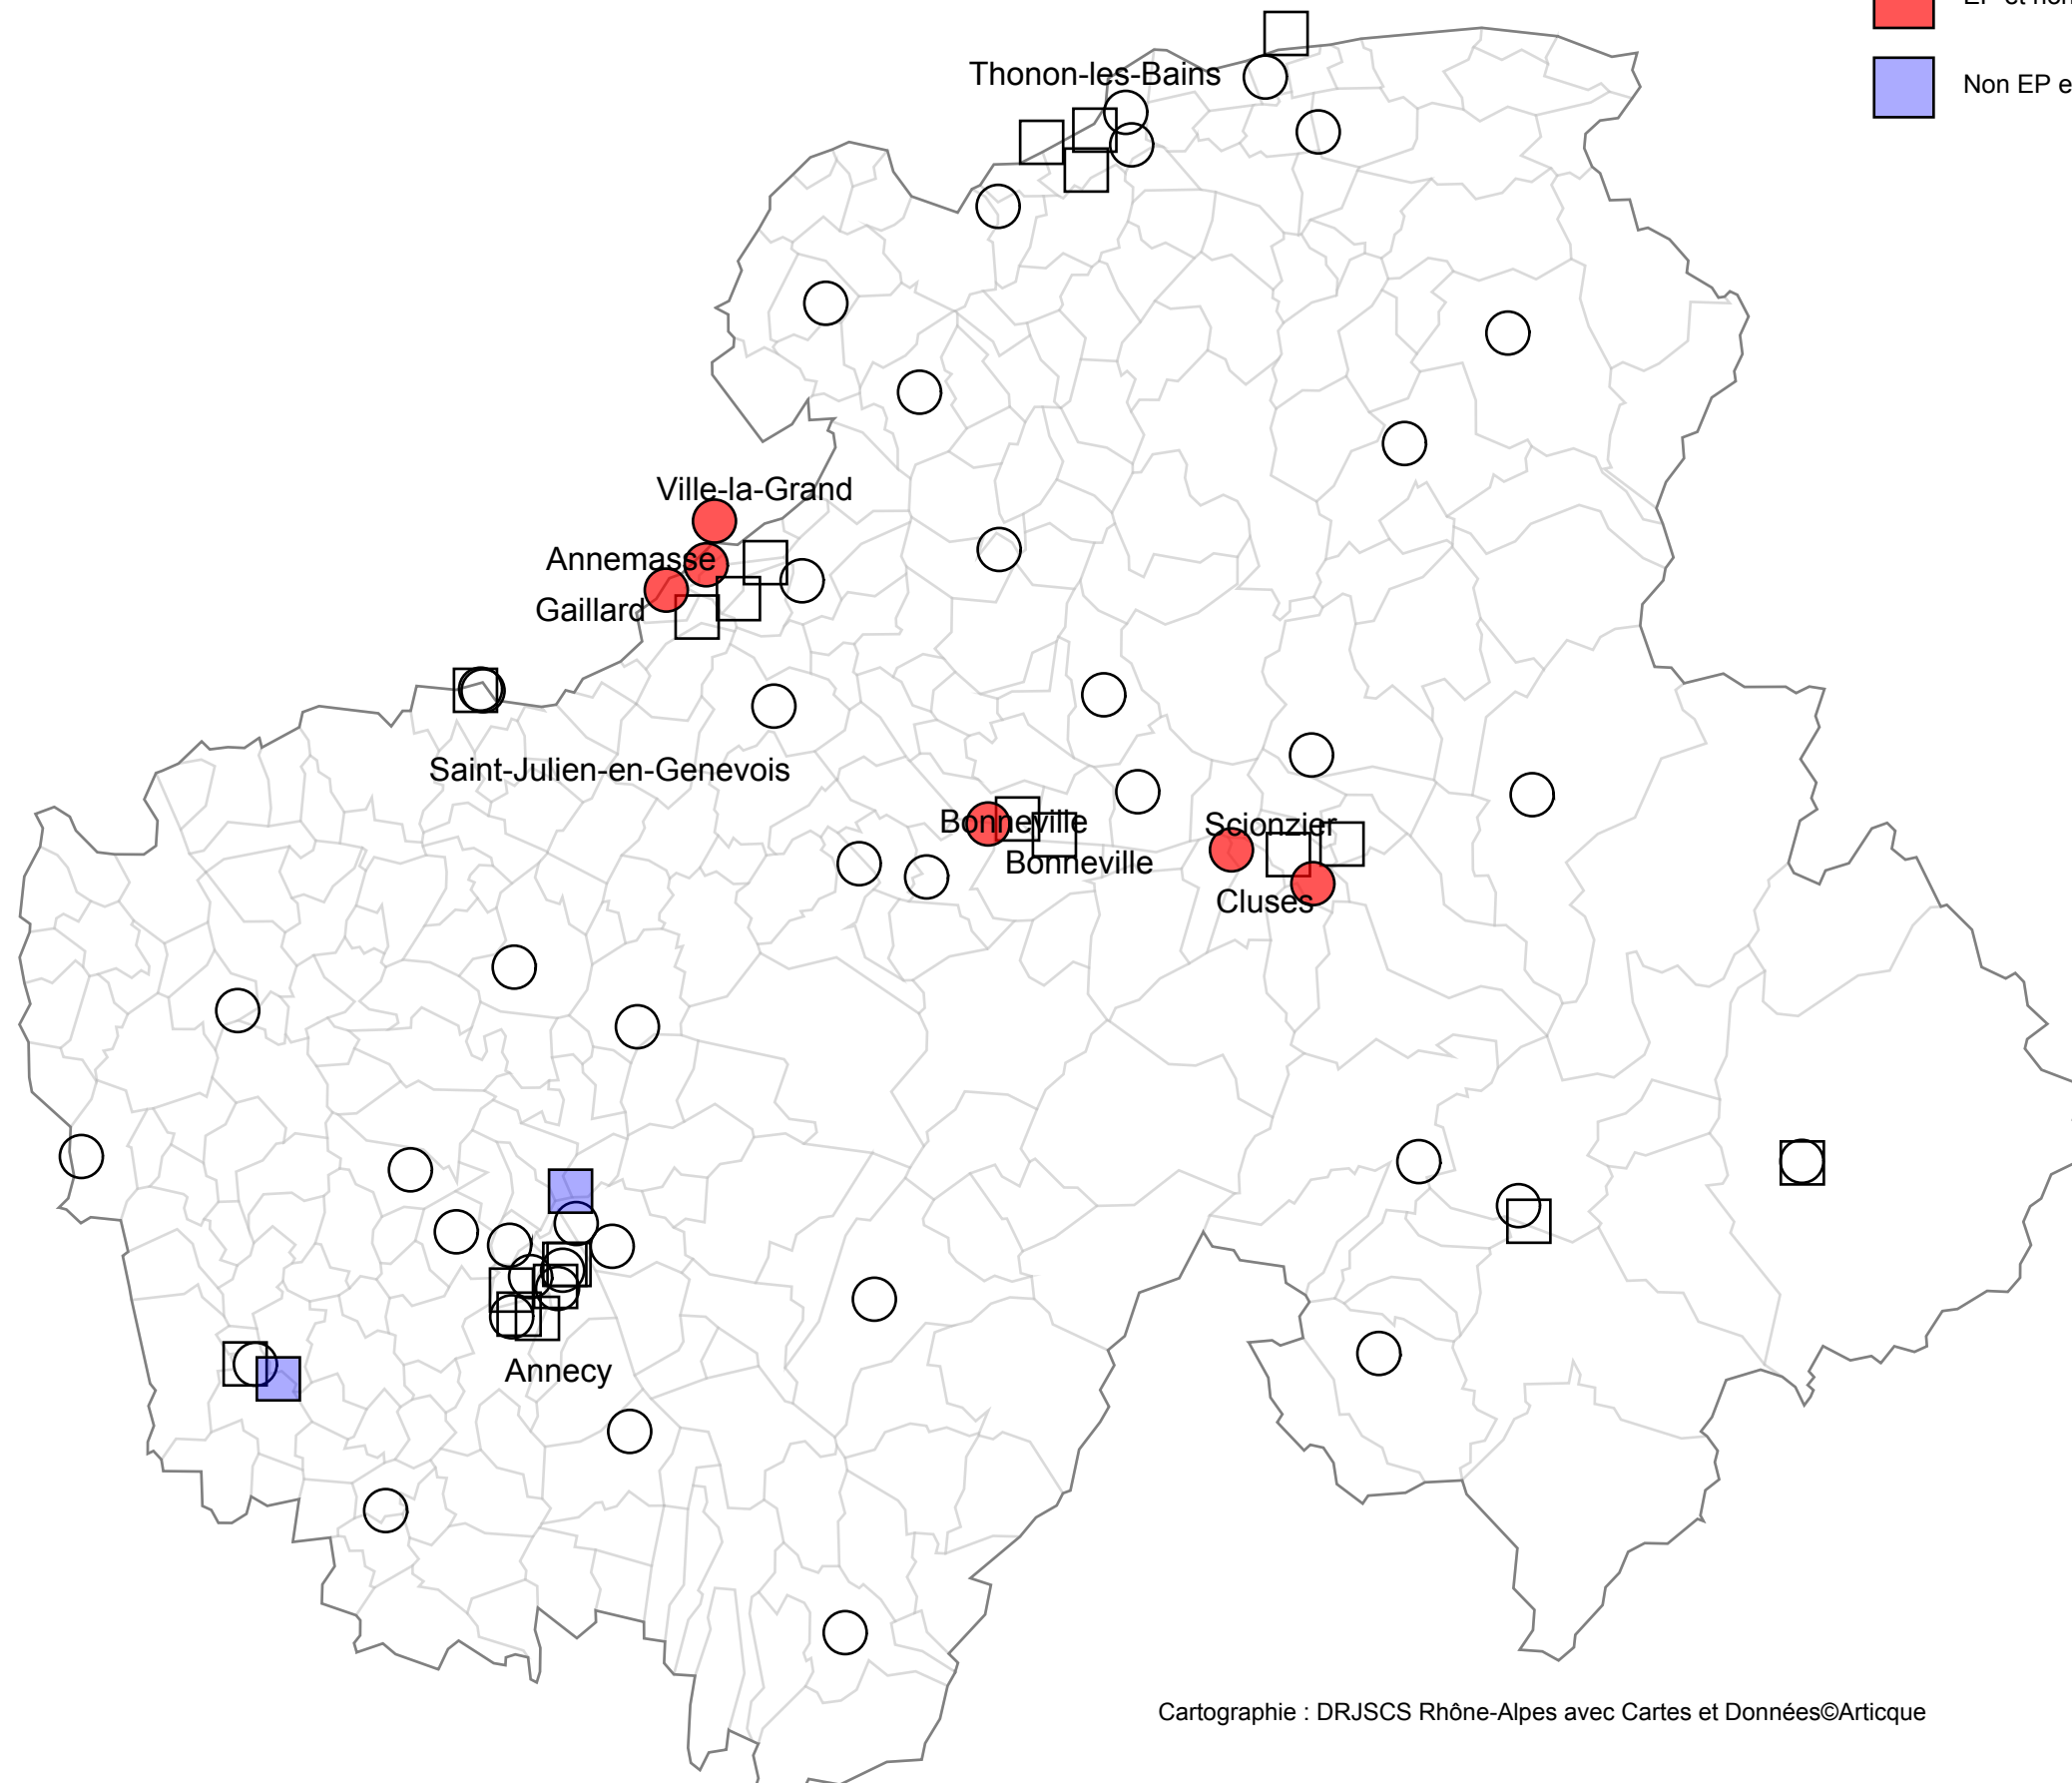 Non EP e
Thonon-les-Bains
Ville-la-Grand
Annemasse
Gaillard
Saint-Julien-en-Genevois
Bonneville
Scionzier
Bonneville
Cluses
Annecy
Cartographie : DRJSCS Rhône-Alpes avec Cartes et Données©Articque